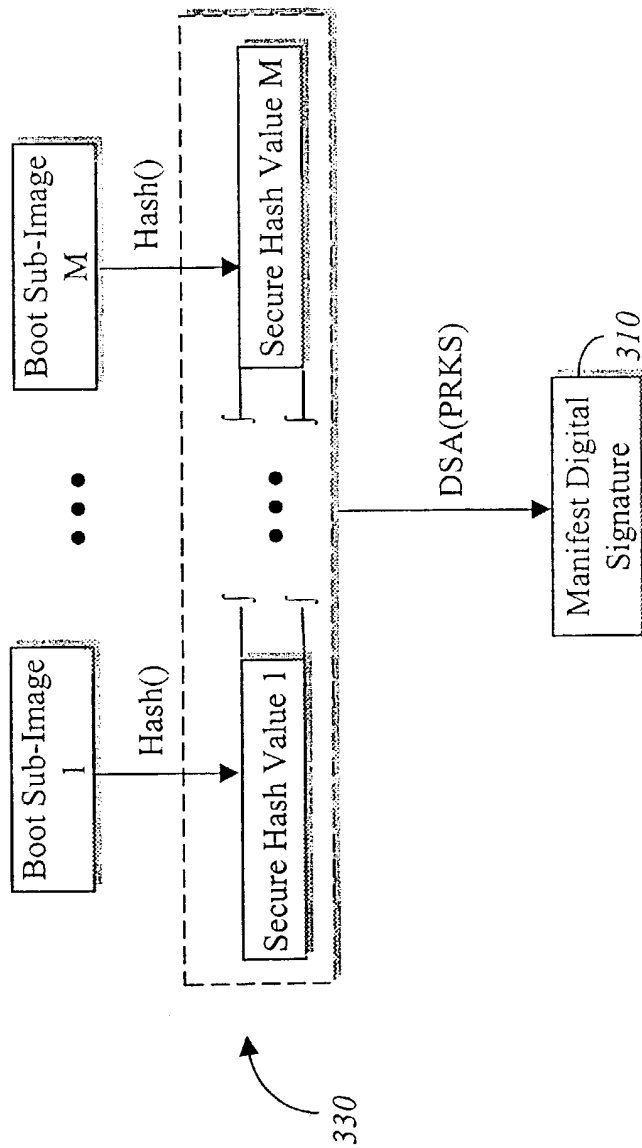 Boot Sub-Image
1
Boot Sub-Image
M
Hash()
Hash()
Secure Hash Value 1
Secure Hash Value M
330
DSA(PRKS)
Manifest Digital
Signature
310